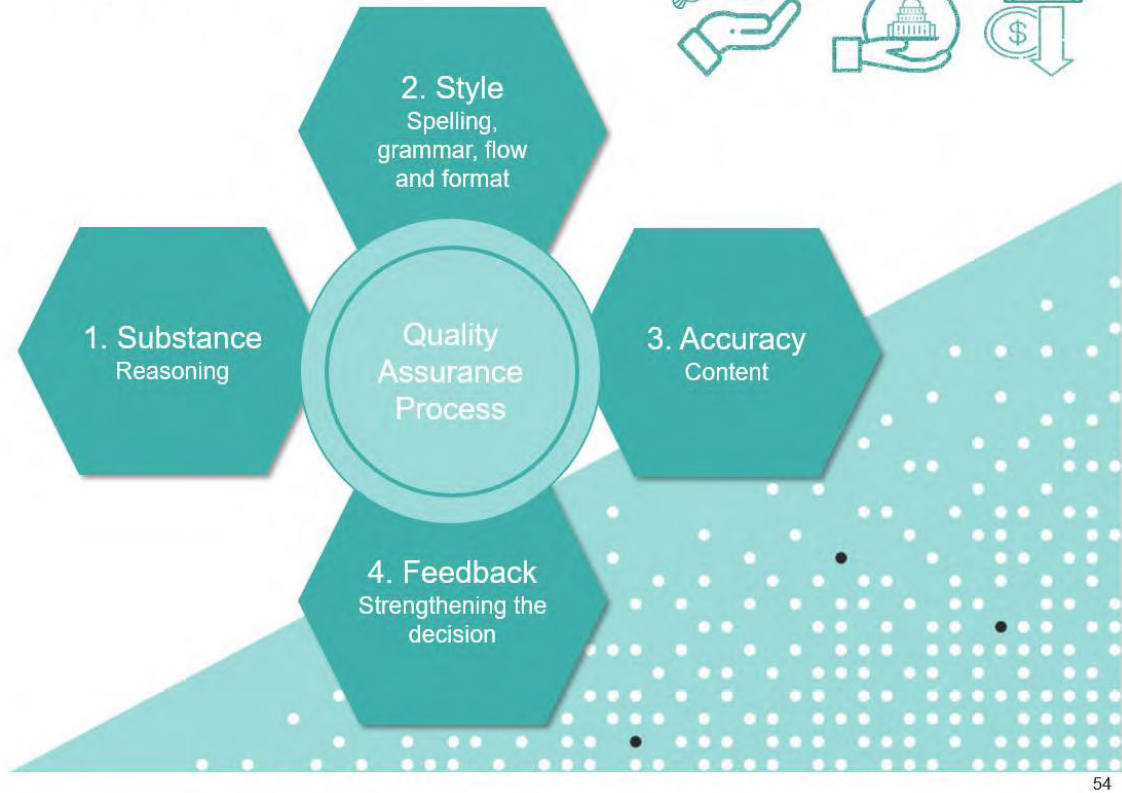 1. Substance
Reasoning
2. Style
Spelling,
grammar, flow
and format
Quality
Assurance
Process
3. Accuracy
Content
4. Feedback
Strengthening the
decision
$
54